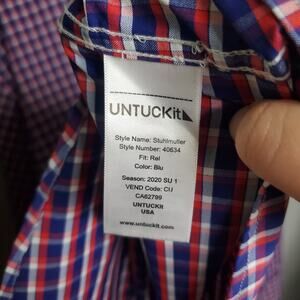 UNTUCKit
Style Name: Stuhlmuller
Style Number: 40634
Fit: Rel
Color: Blu
Season: 2020 SU 1
VEND Code: CIJ
CA62799
UNTUCKit
USA
www.untuckit.com